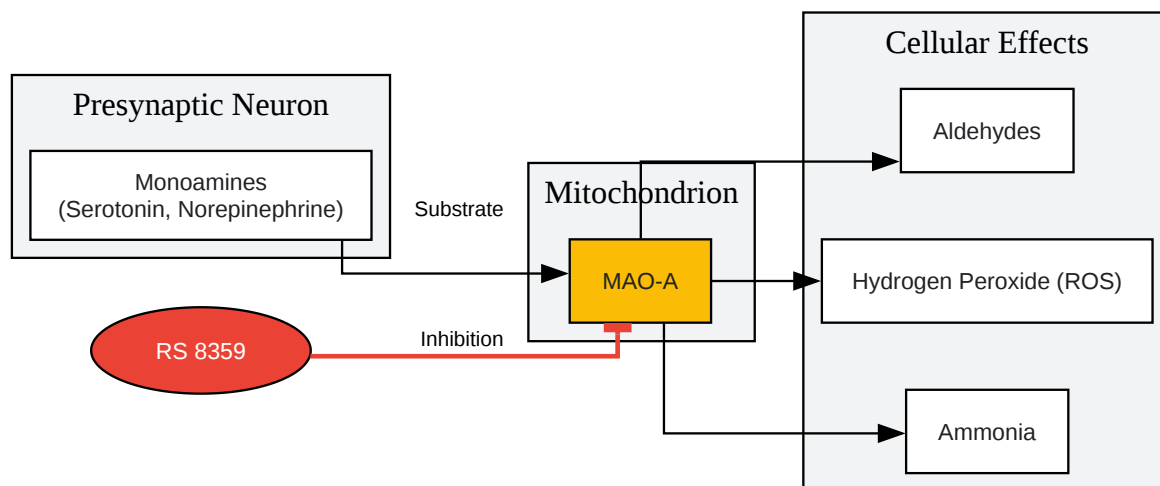 Presynaptic Neuron
Monoamines
(Serotonin, Norepinephrine)
Substrate
RS 8359
Inhibition
Mitochondrion
MAO-A
Cellular Effects
Aldehydes
Hydrogen Peroxide (ROS)
Ammonia